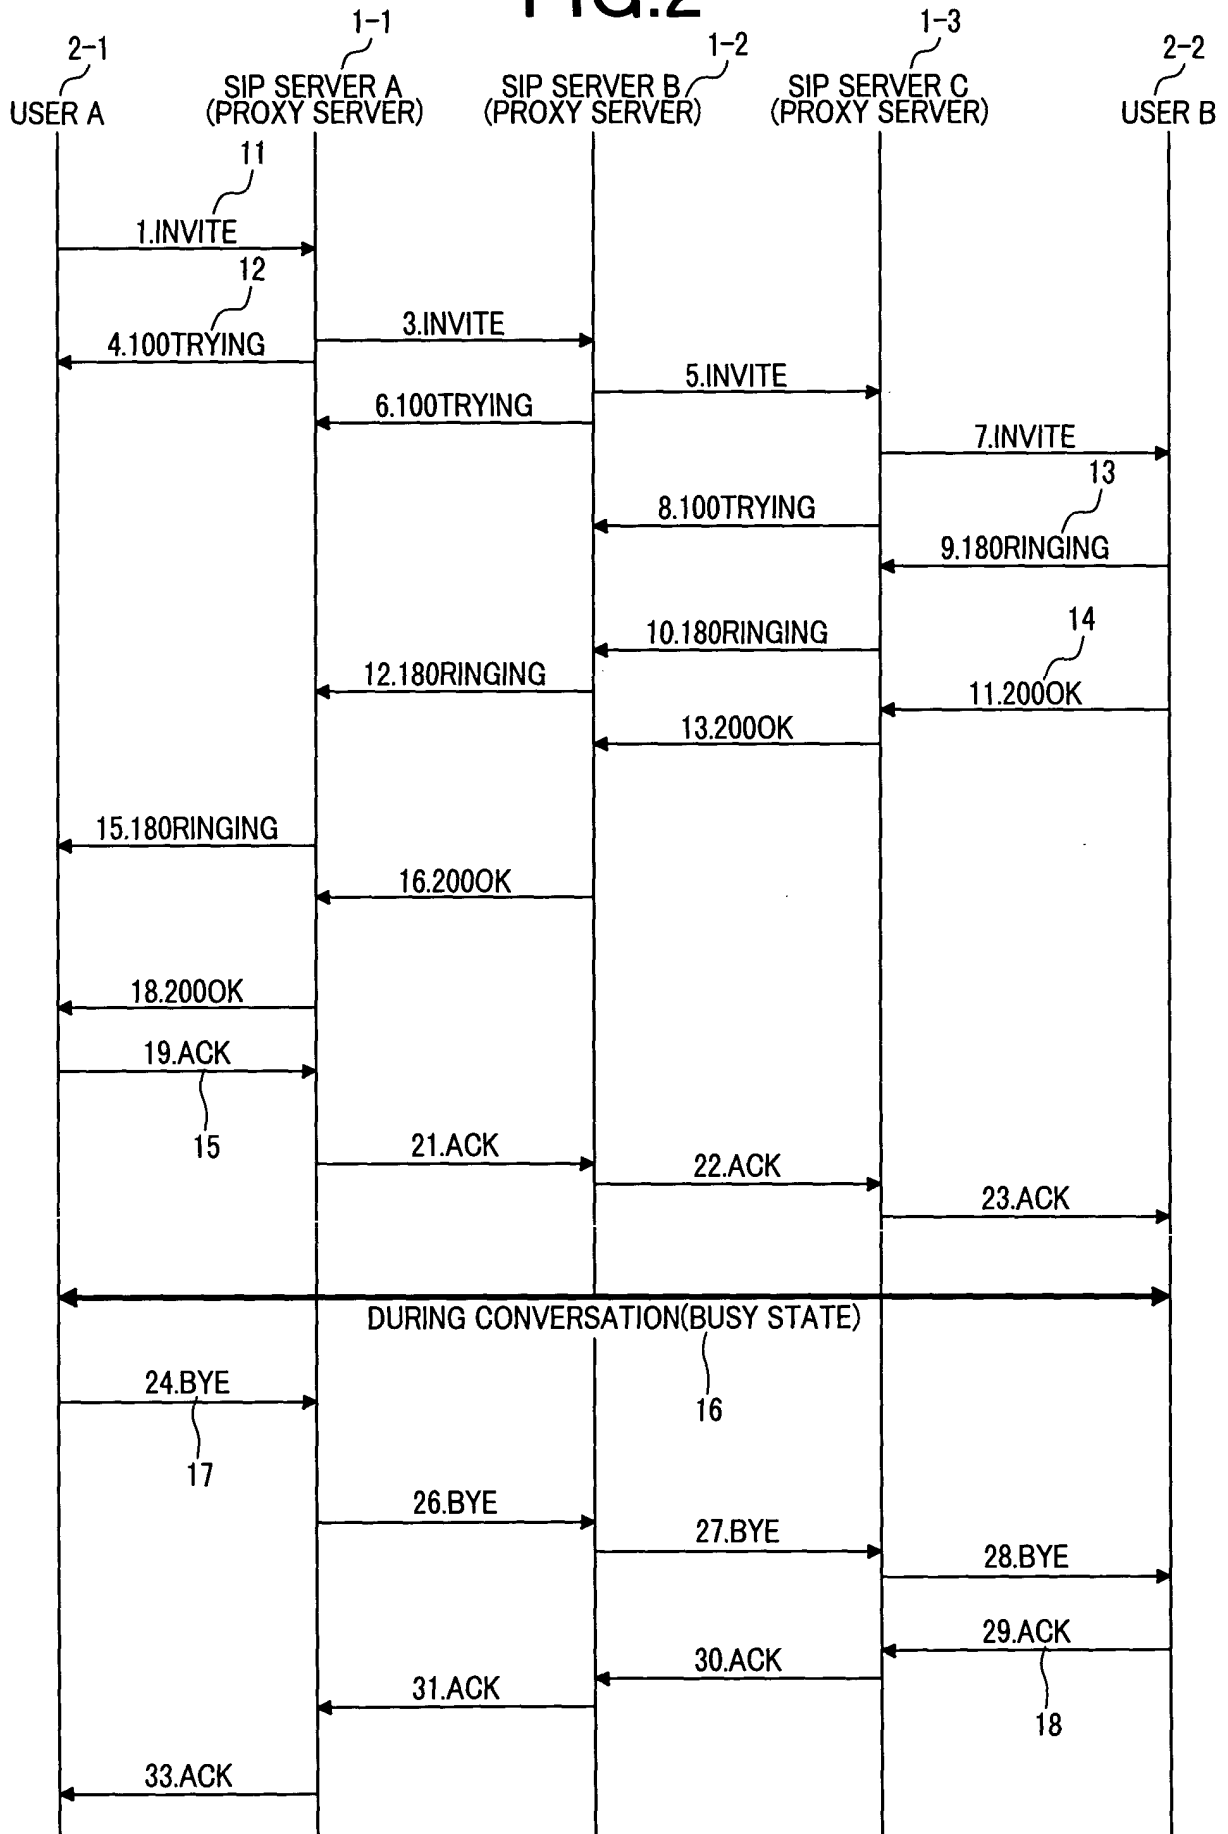 FIG.2
1-1
1-3
2-1
1-2
2-2
SIP SERVER A
SIP SERVER B
SIP SERVER C
USER A
(PROXY SERVER)
(PROXY SERVER)
(PROXY SERVER)
USER B
11
1.INVITE
12
3.INVITE
4.100TRYING
5.INVITE
6.100TRYING
7.INVITE
13
8.100TRYING
9.180RINGING
14
10.180RINGING
12.180RINGING
11.200OK
13.200OK
15.180RINGING
16.200OK
18.200OK
19.ACK
15
21.ACK
22.ACK
23.ACK
DURING CONVERSATION(BUSY STATE)
24.BYE
16
17
26.BYE
27.BYE
28.BYE
29.ACK
30.ACK
31.ACK
18
33.ACK